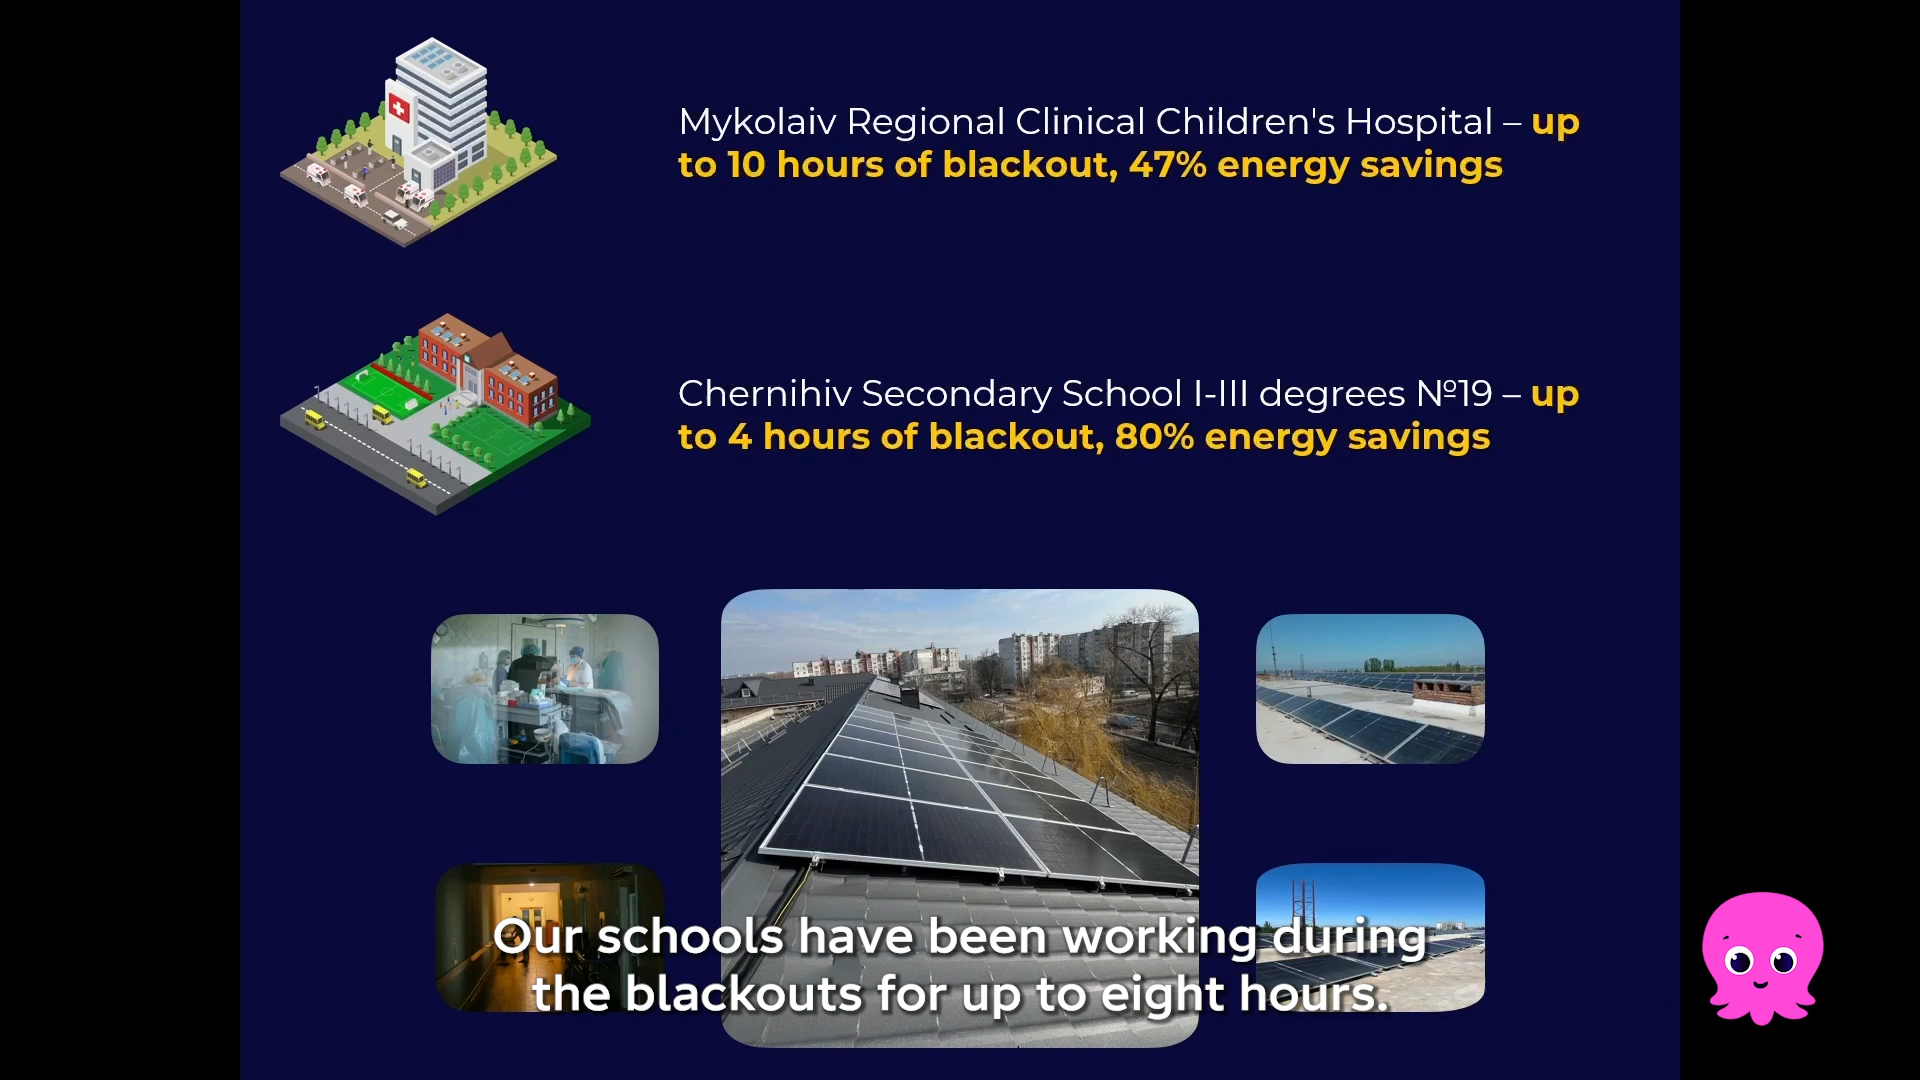 Mykolaiv Regional Clinical Children's Hospital – up
to 10 hours of blackout, 47% energy savings
Chernihiv Secondary School I-III degrees №19 – up
to 4 hours of blackout, 80% energy savings
Our schools have been working during
the blackouts for up to eight hours.